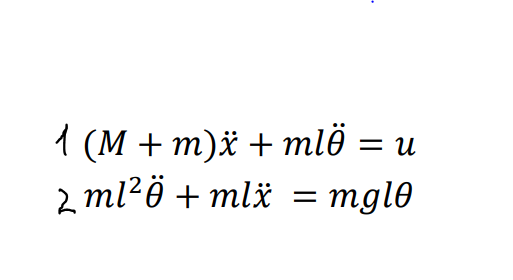 1 (M + m)ẍ + mlθ̈ = u
2 ml²θ̈ + mlẍ = mglθ